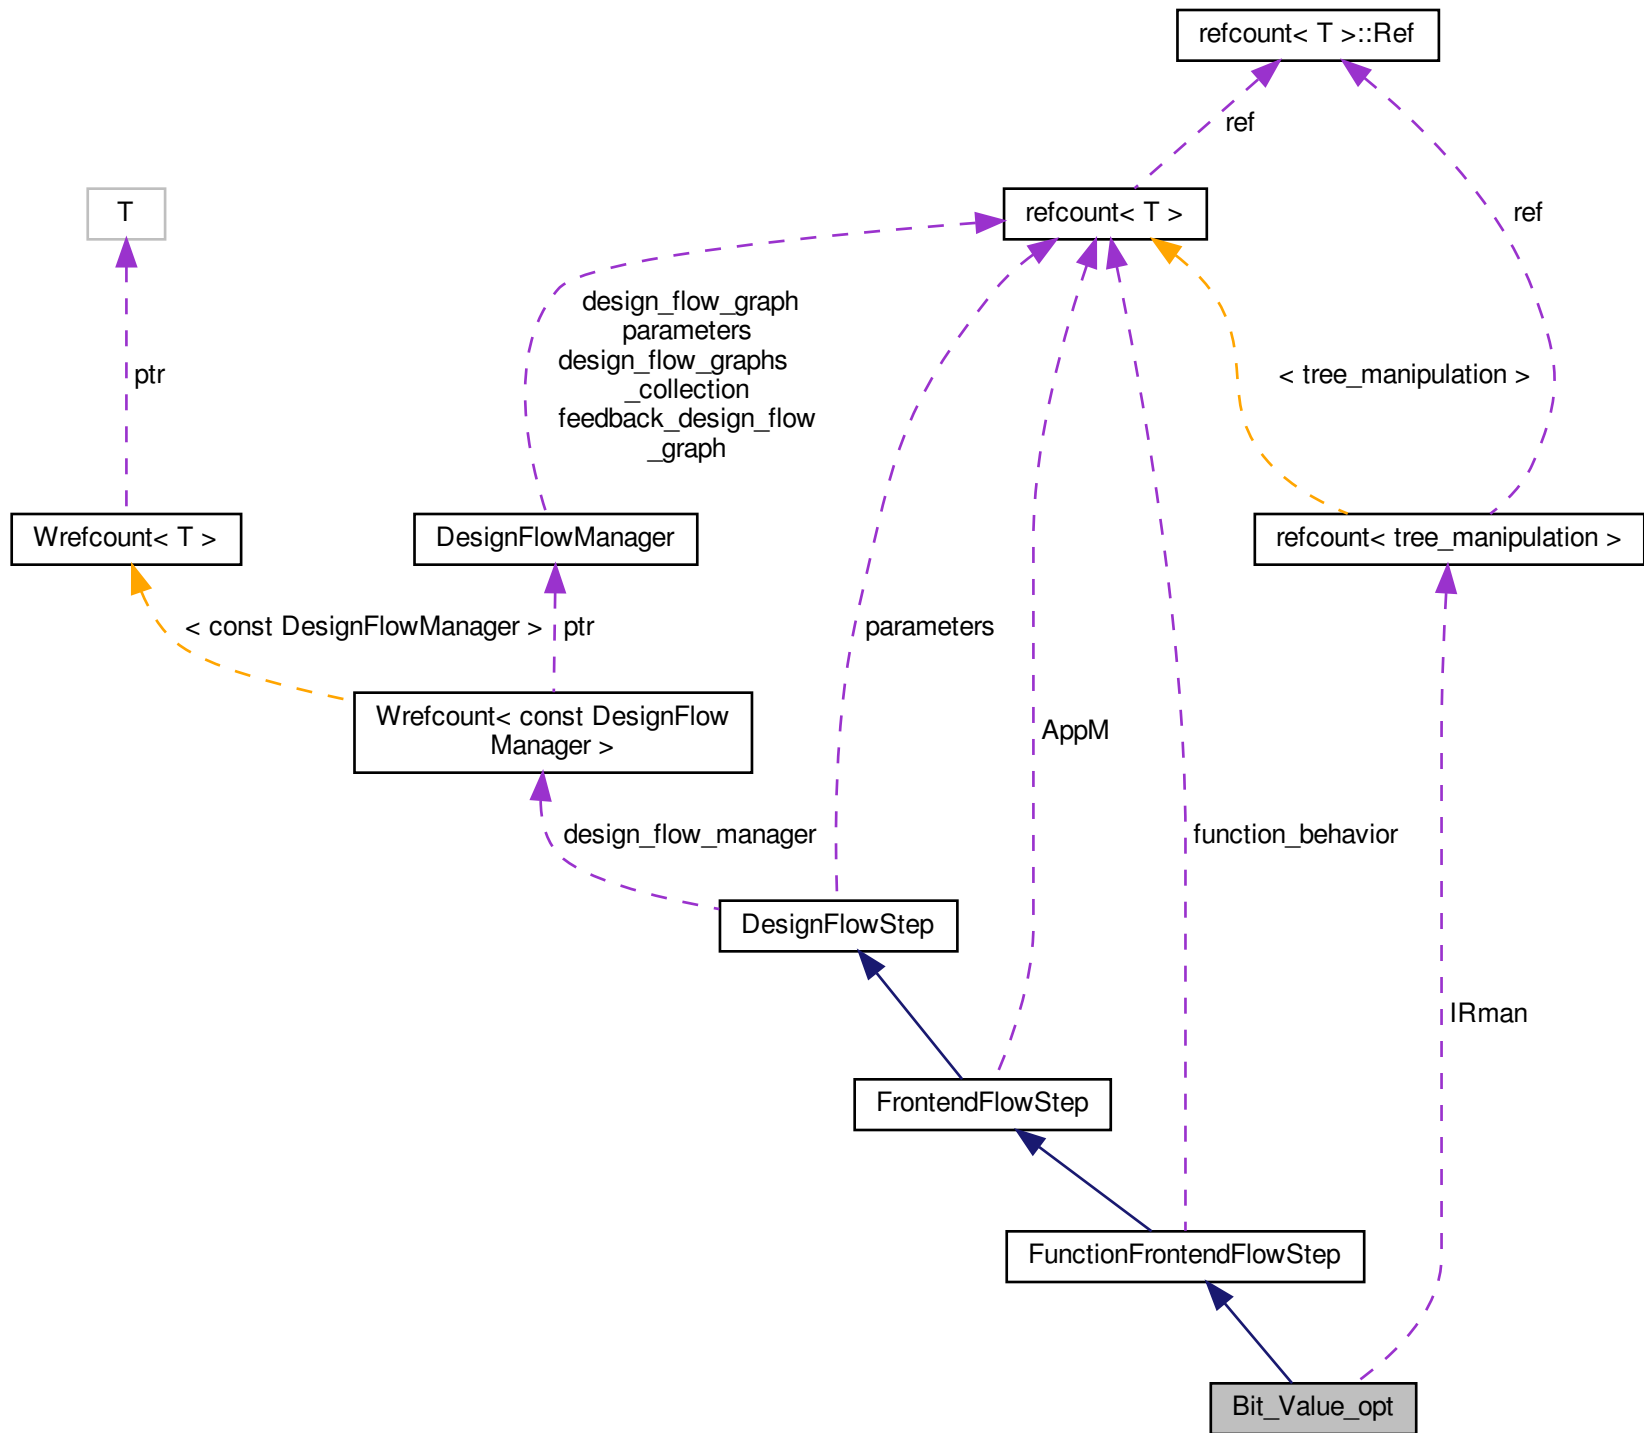 refcount< T >::Ref
ref
T
refcount< T >
ref
design_flow_graph
parameters
design_flow_graphs
_collection
feedback_design_flow
_graph
ptr
< tree_manipulation >
Wrefcount< T >
DesignFlowManager
refcount< tree_manipulation >
< const DesignFlowManager >
ptr
parameters
Wrefcount< const DesignFlow
Manager >
AppM
design_flow_manager
function_behavior
DesignFlowStep
IRman
FrontendFlowStep
FunctionFrontendFlowStep
Bit_Value_opt